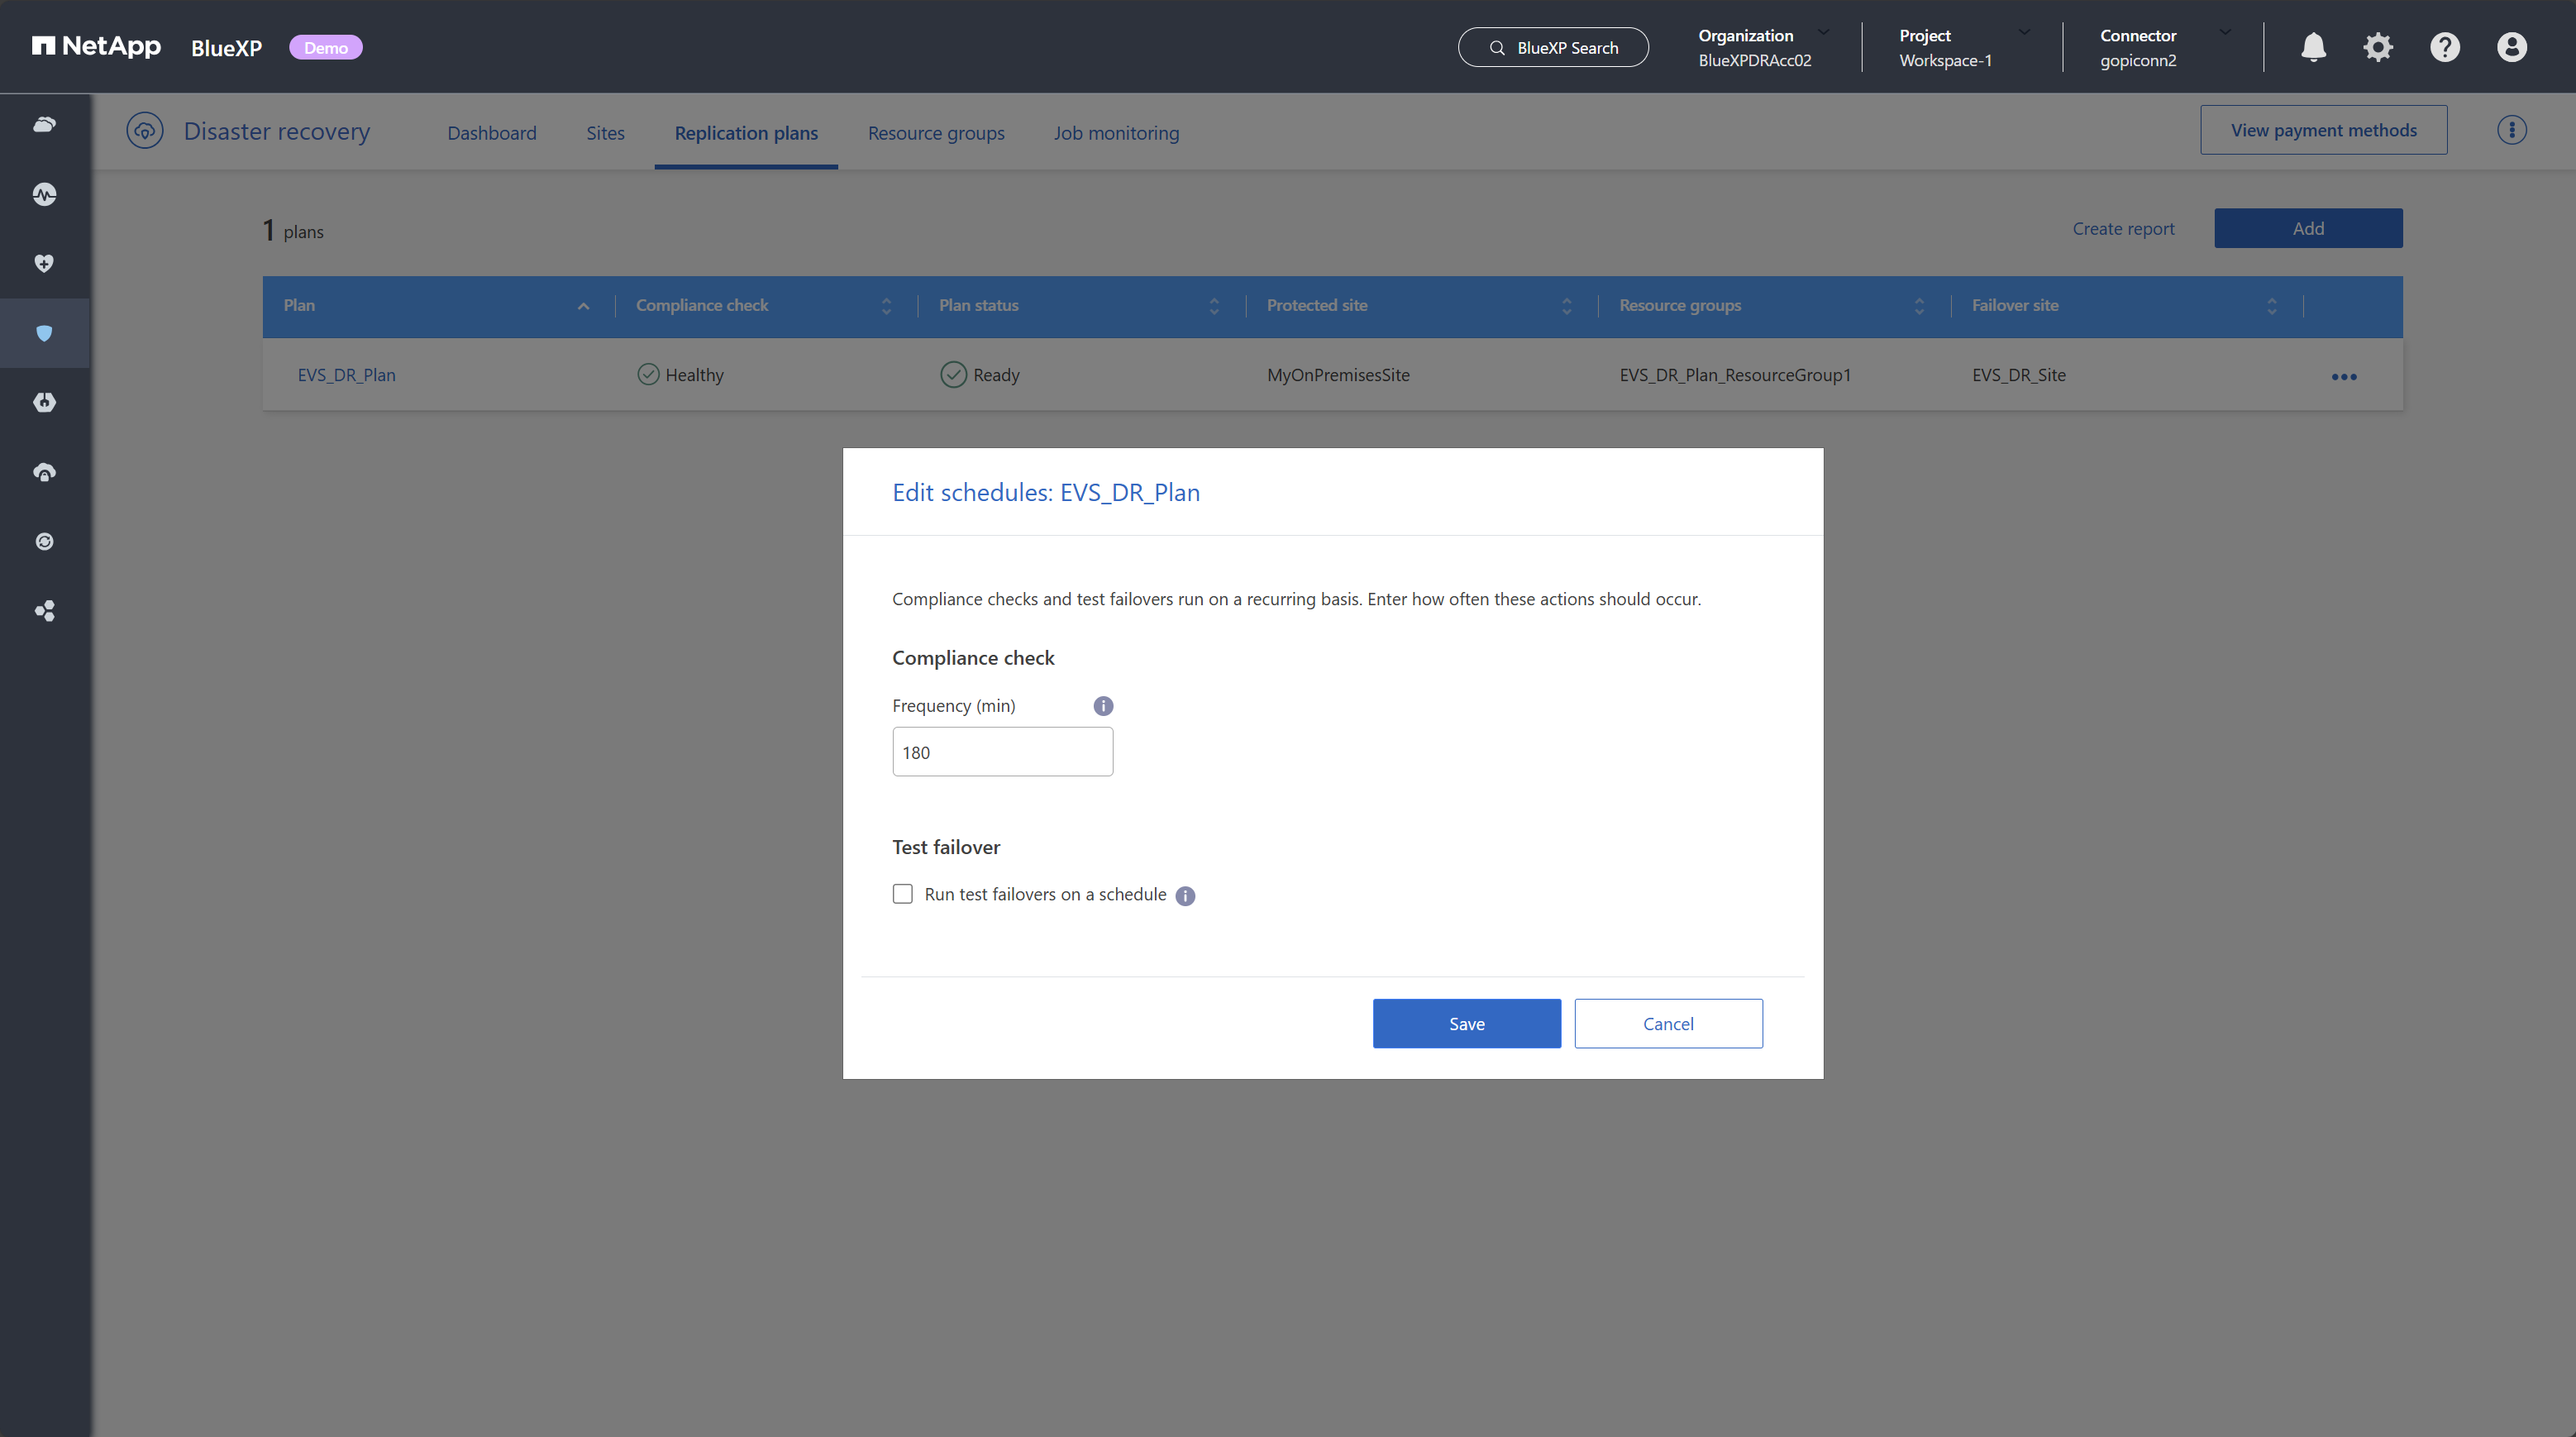 NetApp BlueXP Demo
BlueXP Search
Organization
BlueXPDRAcc02
Project
Workspace-1
Connector
gopiconn2
Disaster recovery
Dashboard
Sites
Replication plans
Resource groups
Job monitoring
View payment methods
1 plans
Create report
Add
Plan
Compliance check
Plan status
Protected site
Resource groups
Failover site
EVS_DR_Plan
Healthy
Ready
MyOnPremisesSite
EVS_DR_Plan_ResourceGroup1
EVS_DR_Site
Edit schedules: EVS_DR_Plan
Compliance checks and test failovers run on a recurring basis. Enter how often these actions should occur.
Compliance check
Frequency (min)
180
Test failover
Run test failovers on a schedule
Save
Cancel